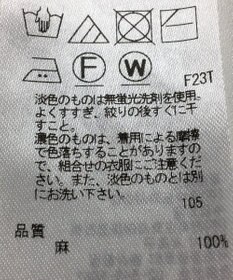 F W
F23T
淡色のものは無蛍光洗剤を使用、
よくすすぎ、絞りの後すぐに干
すこと。
濃色のものは、着用による摩擦
で色落ちすることがありますの
で、組合せの衣服にご注意くだ
さい。また、淡色のものとは別
にお洗い下さい。
105
品質
麻 100%